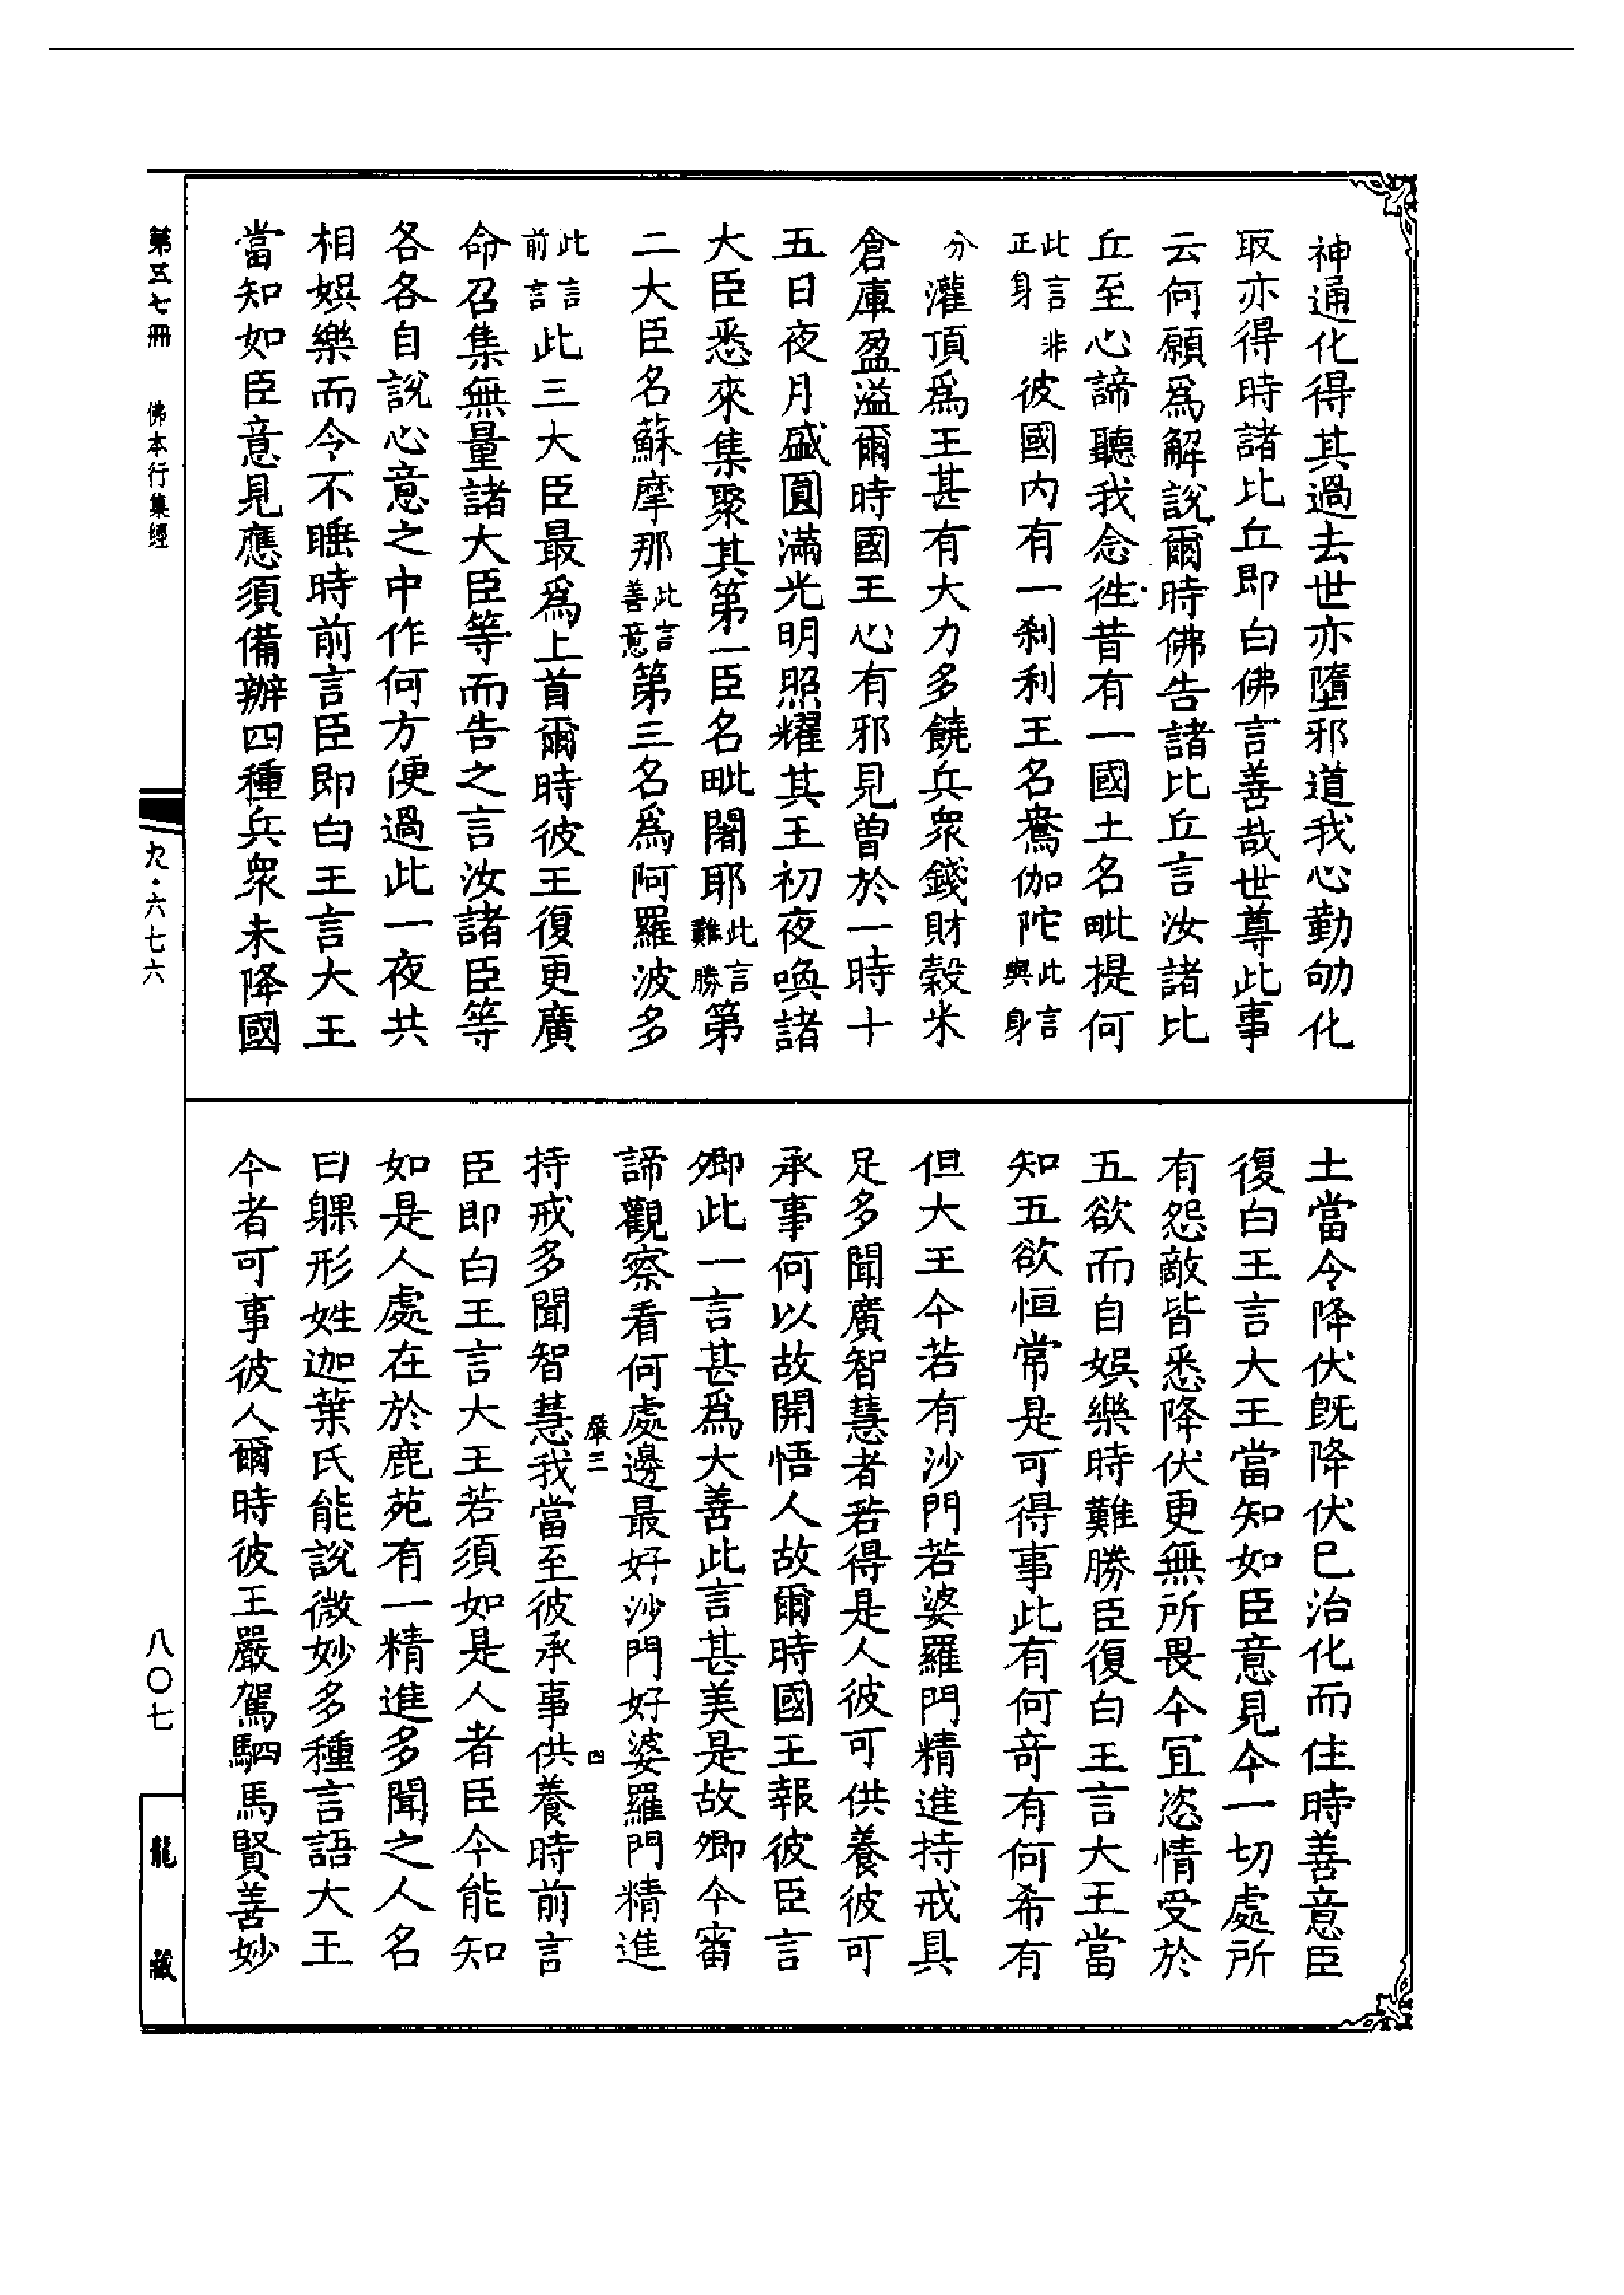 神通化得其過去世亦墮邪道我心勤劬化
取亦得時諸比丘即白佛言善哉世尊此事
云何願爲解說爾時佛告諸比丘言汝諸比
丘至心諦聽我念徃昔有一國土名毗提何
此言非
正身
彼國内有一刹利王名鴦伽陀
此言
與身
分
灌頂爲王甚有大力多饒兵衆錢財穀米
倉庫盈溢爾時國王心有邪見曽於一時十
五日夜月盛圓滿光明照耀其王初夜喚諸
大臣悉來集聚其第一臣名毗闍耶
此言
難勝
第
二大臣名蘇摩那
此言
善意
第三名爲阿羅波多
此言
前言
此三大臣最爲上首爾時彼王復更廣
命召集無量諸大臣等而告之言汝諸臣等
各各自說心意之中作何方便過此一夜共
相娛樂而令不睡時前言臣即白王言大王
當知如臣意見應須備辦四種兵衆未降國
土當令降伏旣降伏已治化而住時善意臣
復白王言大王當知如臣意見今一切處所
有怨敵皆悉降伏更無所畏今宜恣情受於
五欲而自娛樂時難勝臣復白王言大王當
知五欲恒常是可得事此有何竒有何希有
但大王今若有沙門若婆羅門精進持戒具
足多聞廣智慧者若得是人彼可供養彼可
承事何以故開悟人故爾時國王報彼臣言
卿此一言甚爲大善此言甚美是故卿今審
諦觀察看何處邊最好沙門好婆羅門精進
嚴三
四
持戒多聞智慧我當至彼承事供養時前言
臣即白王言大王若須如是人者臣今能知
如是人處在於鹿苑有一精進多聞之人名
曰躶形姓迦葉氏能說微妙多種言語大王
今者可事彼人爾時彼王嚴駕駟馬賢善妙
第三七冊
佛本行集經
九·六七六
八〇七
龍藏